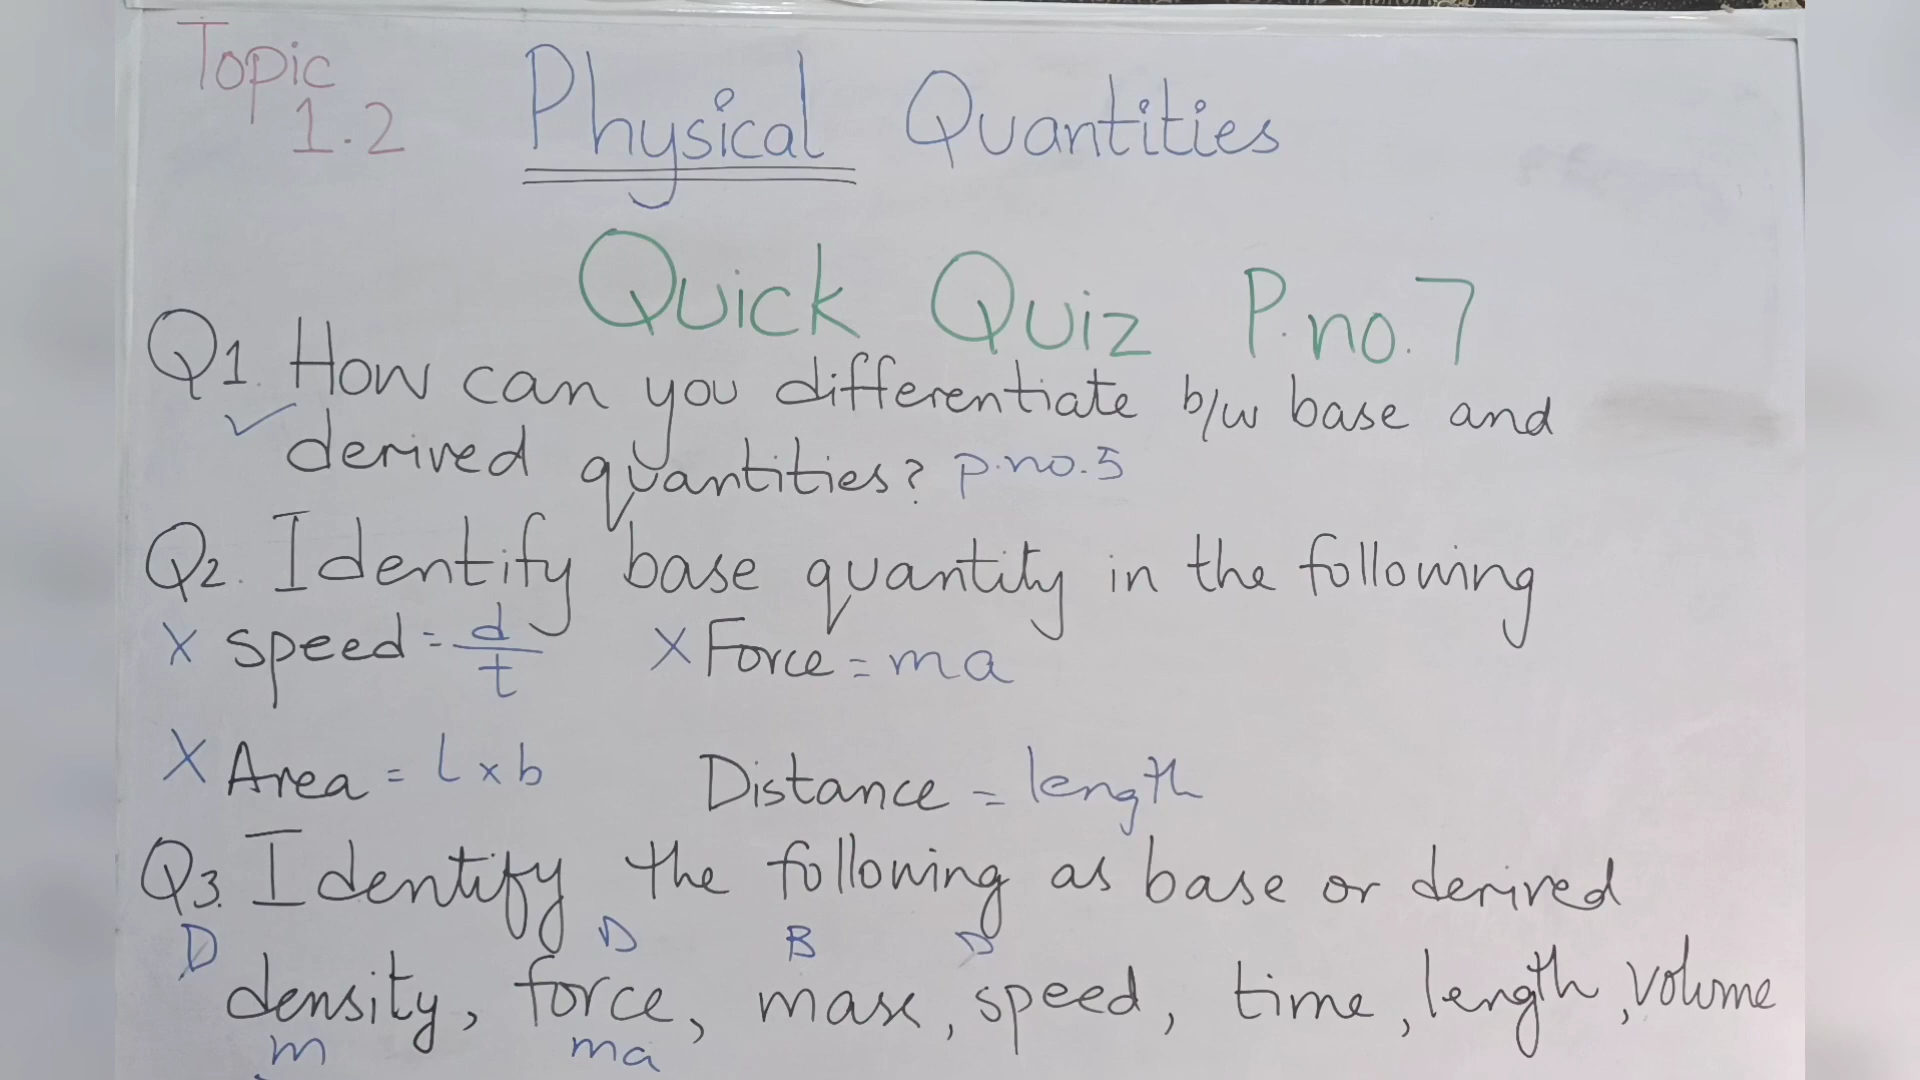 Topic
1.2
Physical Quantities
Quick Quiz P.no.7
Q1. How can you differentiate b/w base and
derived quantities? P.no.5
Q2. Identify base quantity in the following
X speed = d/t X Force = ma
X Area = l x b Distance = length
Q3. Identify the following as base or derived
D D B D
density, force, mass, speed, time, length, volume
m ma